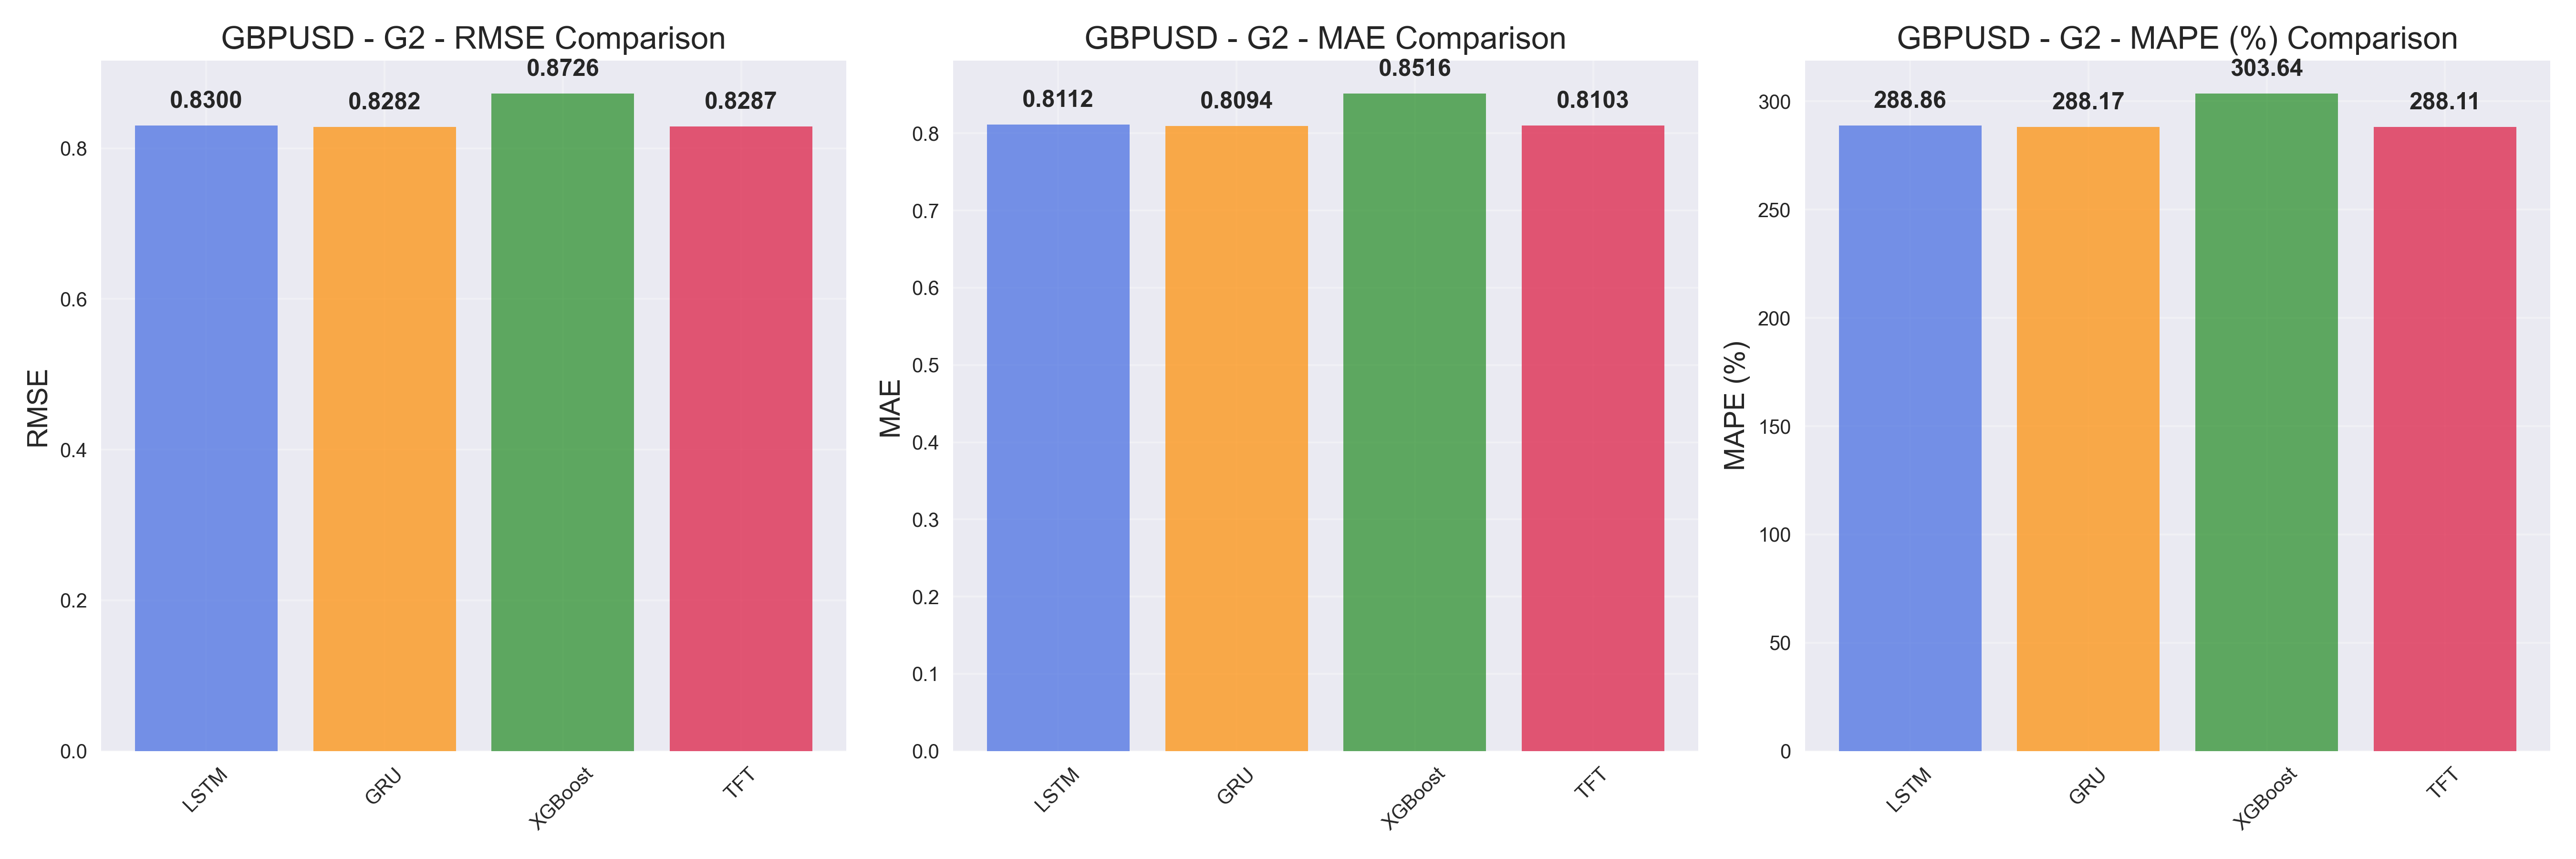 GBPUSD - G2 - RMSE Comparison
0.8300
0.8282
0.8726
0.8287
0.8
0.6
0.4
0.2
0.0
RMSE
LSTM
GRU
XGBoost
TFT
GBPUSD - G2 - MAE Comparison
0.8112
0.8094
0.8516
0.8103
0.8
0.7
0.6
0.5
0.4
0.3
0.2
0.1
0.0
MAE
LSTM
GRU
XGBoost
TFT
GBPUSD - G2 - MAPE (%) Comparison
288.86
288.17
303.64
288.11
300
250
200
150
100
50
0
MAPE (%)
LSTM
GRU
XGBoost
TFT